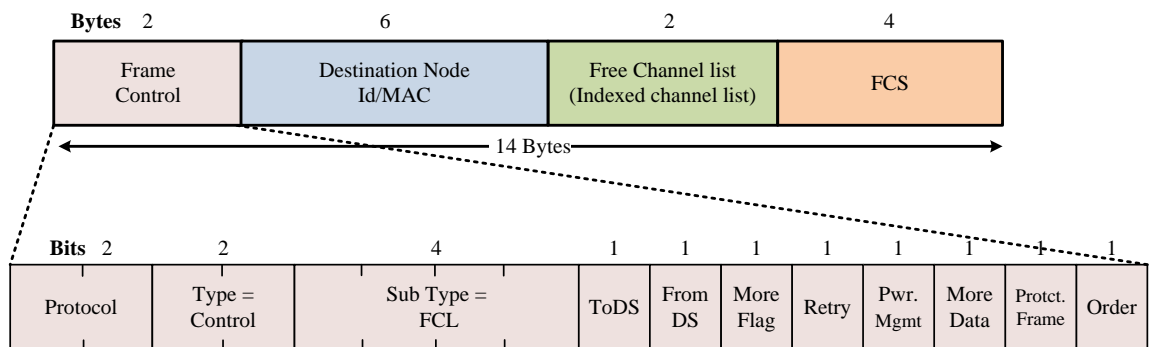 Bytes 2 6 2 4
Frame
Control
Destination Node
Id/MAC
Free Channel list
(Indexed channel list)
FCS
14 Bytes
Bits 2 2 4 1 1 1 1 1 1 1 1
Protocol
Type =
Control
Sub Type =
FCL
ToDS
From
DS
More
Flag
Retry
Pwr.
Mgmt
More
Data
Protct.
Frame
Order